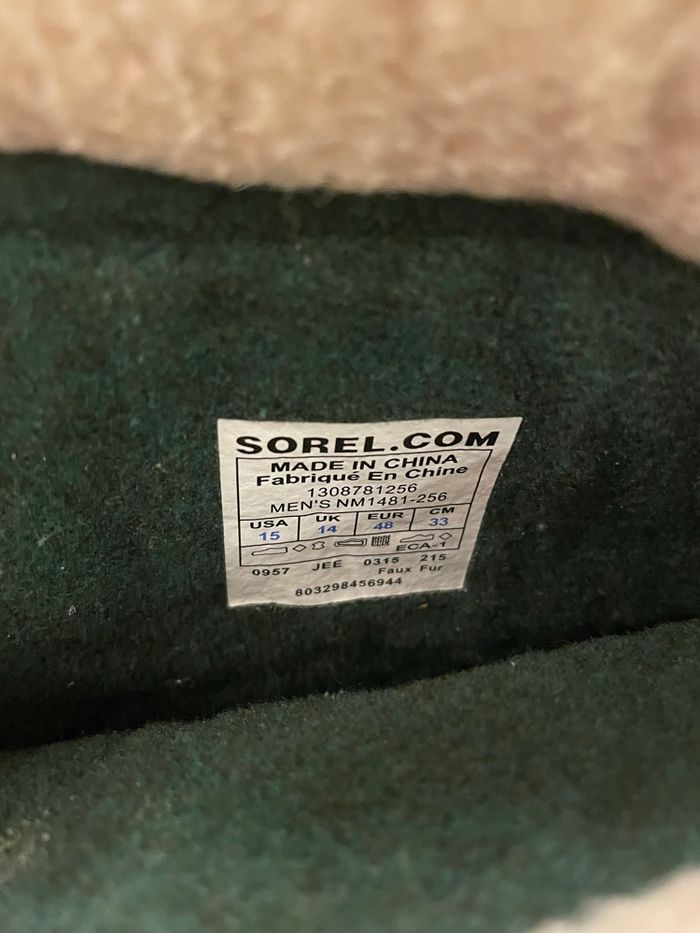 SOREL.COM
MADE IN CHINA
Fabriqué En Chine
1308781256
MEN'S NM1481-256
USA UK EUR CM
15 14 48 33
ECA-1
0957 JEE 0315 215
Faux Fur
803298456944